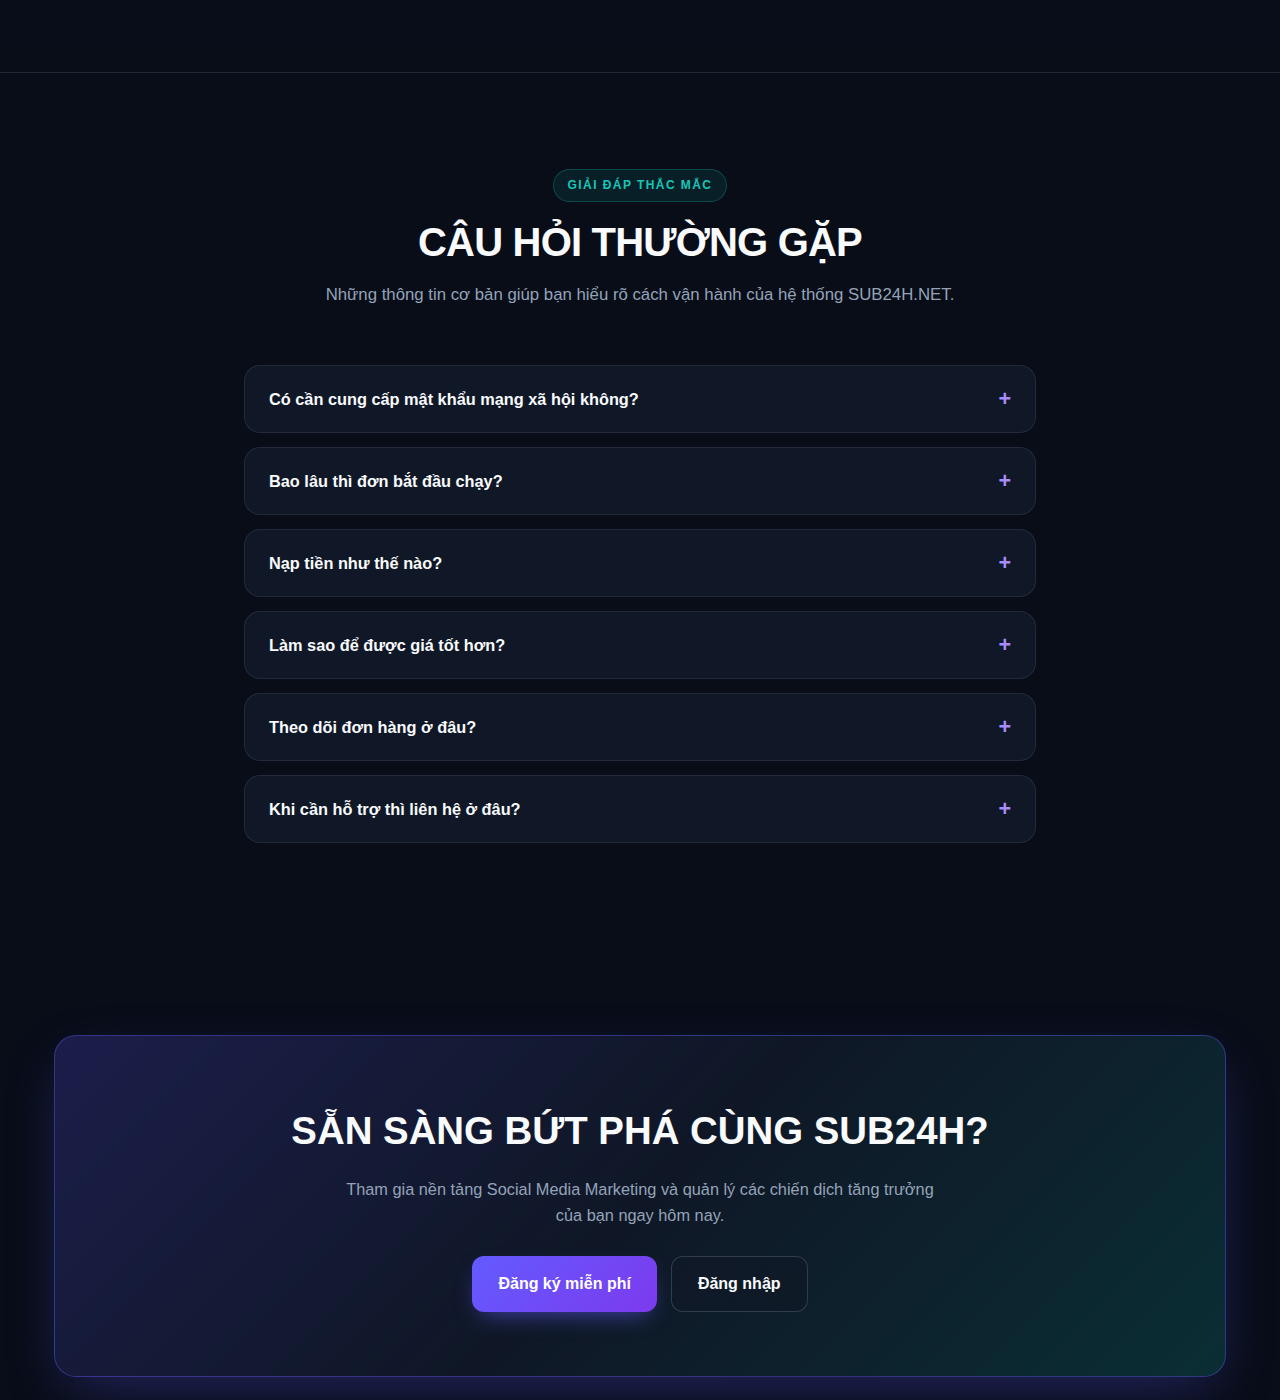 GIẢI ĐÁP THẮC MẮC
CÂU HỎI THƯỜNG GẶP
Những thông tin cơ bản giúp bạn hiểu rõ cách vận hành của hệ thống SUB24H.NET.
Có cần cung cấp mật khẩu mạng xã hội không? +
Bao lâu thì đơn bắt đầu chạy? +
Nạp tiền như thế nào? +
Làm sao để được giá tốt hơn? +
Theo dõi đơn hàng ở đâu? +
Khi cần hỗ trợ thì liên hệ ở đâu? +
SẴN SÀNG BỨT PHÁ CÙNG SUB24H?
Tham gia nền tảng Social Media Marketing và quản lý các chiến dịch tăng trưởng
của bạn ngay hôm nay.
Đăng ký miễn phí Đăng nhập